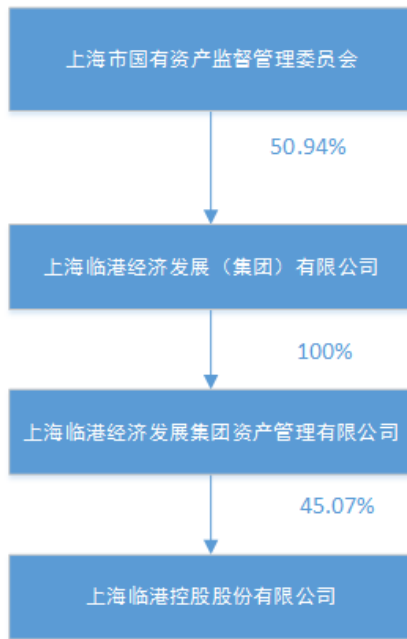 上海市国有资产监督管理委员会
50.94%
上海临港经济发展（集团）有限公司
100%
上海临港经济发展集团资产管理有限公司
45.07%
上海临港控股股份有限公司